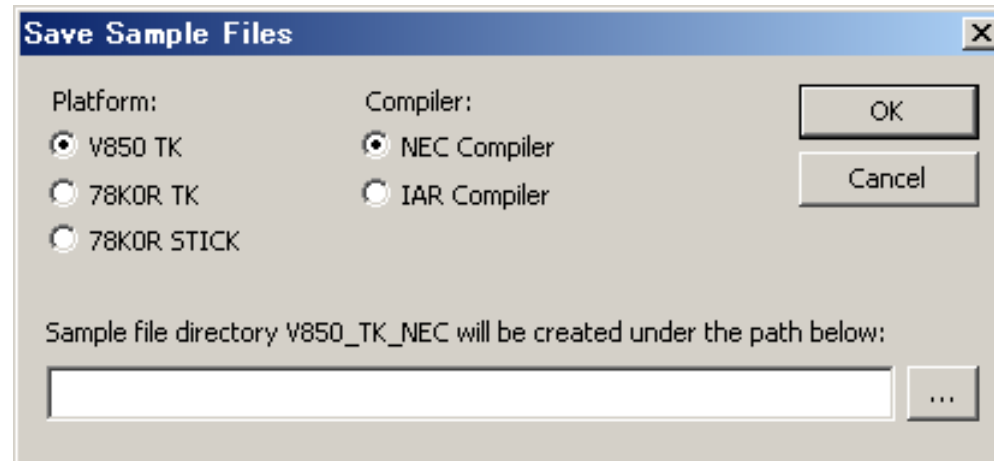 Save Sample Files
Platform:
V850 TK
78K0R TK
78K0R STICK
Compiler:
NEC Compiler
IAR Compiler
OK
Cancel
Sample file directory V850_TK_NEC will be created under the path below:
...